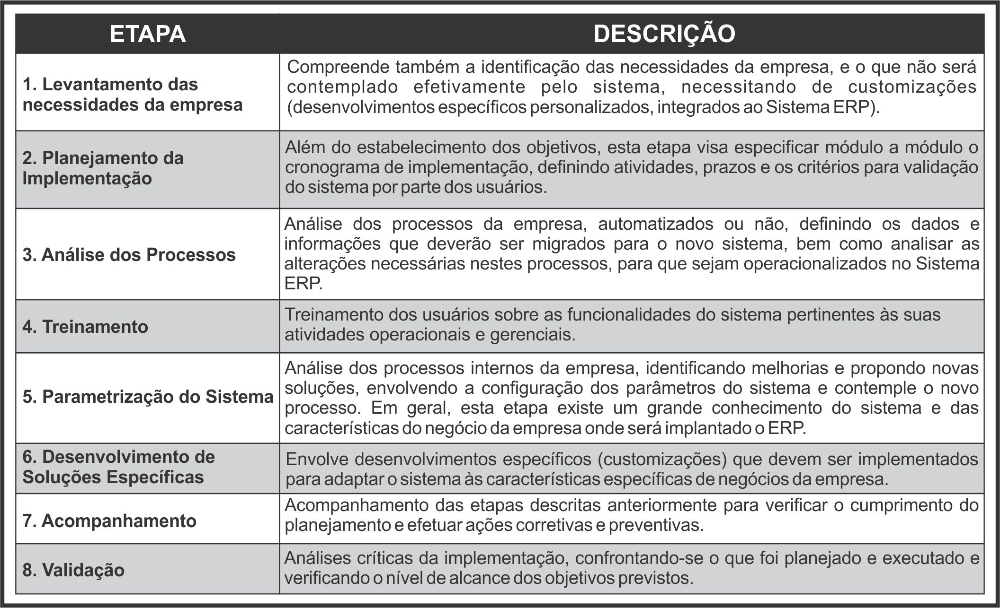 ETAPA
DESCRIÇÃO
1. Levantamento das
necessidades da empresa
Compreende também a identificação das necessidades da empresa, e o que não será
contemplado efetivamente pelo sistema, necessitando de customizações
(desenvolvimentos específicos personalizados, integrados ao Sistema ERP).
2. Planejamento da
Implementação
Além do estabelecimento dos objetivos, esta etapa visa especificar módulo a módulo o
cronograma de implementação, definindo atividades, prazos e os critérios para validação
do sistema por parte dos usuários.
3. Análise dos Processos
Análise dos processos da empresa, automatizados ou não, definindo os dados e
informações que deverão ser migrados para o novo sistema, bem como analisar as
alterações necessárias nestes processos, para que sejam operacionalizados no Sistema
ERP.
4. Treinamento
Treinamento dos usuários sobre as funcionalidades do sistema pertinentes às suas
atividades operacionais e gerenciais.
5. Parametrização do Sistema
Análise dos processos internos da empresa, identificando melhorias e propondo novas
soluções, envolvendo a configuração dos parâmetros do sistema e contemple o novo
processo. Em geral, esta etapa existe um grande conhecimento do sistema e das
características do negócio da empresa onde será implantado o ERP.
6. Desenvolvimento de
Soluções Específicas
Envolve desenvolvimentos específicos (customizações) que devem ser implementados
para adaptar o sistema às características específicas de negócios da empresa.
7. Acompanhamento
Acompanhamento das etapas descritas anteriormente para verificar o cumprimento do
planejamento e efetuar ações corretivas e preventivas.
8. Validação
Análises críticas da implementação, confrontando-se o que foi planejado e executado e
verificando o nível de alcance dos objetivos previstos.